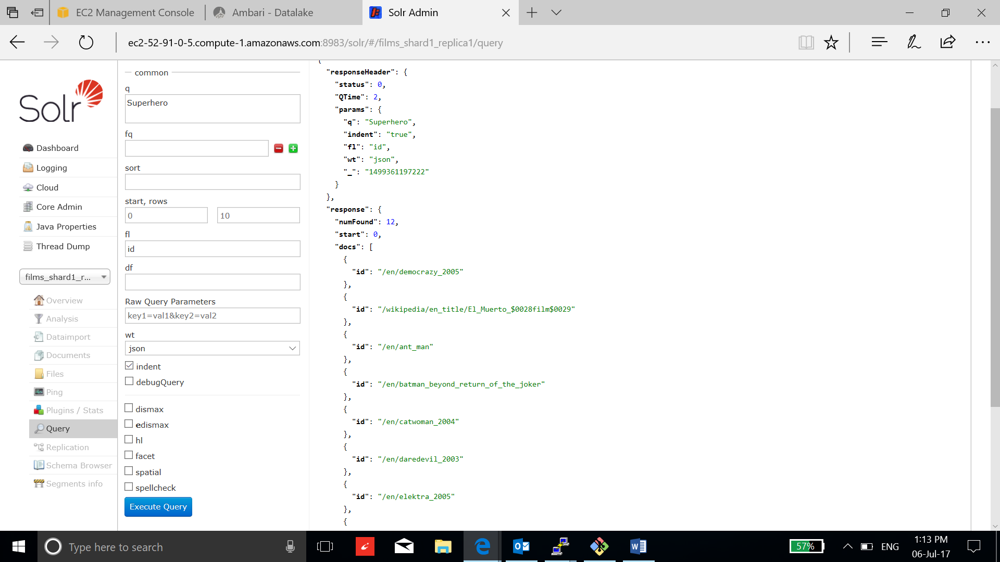 EC2 Management Console
Ambari - Datalake
Solr Admin
ec2-52-91-0-5.compute-1.amazonaws.com:8983/solr/#/films_shard1_replica1/query
Solr
Dashboard
Logging
Cloud
Core Admin
Java Properties
Thread Dump
films_shard1_r...
Overview
Analysis
Dataimport
Documents
Files
Ping
Plugins / Stats
Query
Replication
Schema Browser
Segments info
common
q
Superhero
fq
sort
start, rows
0
10
fl
id
df
Raw Query Parameters
key1=val1&key2=val2
wt
json
indent
debugQuery
dismax
edismax
hl
facet
spatial
spellcheck
Execute Query
{
"responseHeader": {
"status": 0,
"QTime": 2,
"params": {
"q": "Superhero",
"indent": "true",
"fl": "id",
"wt": "json",
"_": "1499361197222"
}
},
"response": {
"numFound": 12,
"start": 0,
"docs": [
{
"id": "/en/democrazy_2005"
},
{
"id": "/wikipedia/en_title/El_Muerto_$0028film$0029"
},
{
"id": "/en/ant_man"
},
{
"id": "/en/batman_beyond_return_of_the_joker"
},
{
"id": "/en/catwoman_2004"
},
{
"id": "/en/daredevil_2003"
},
{
"id": "/en/elektra_2005"
},
{
Type here to search
57%
ENG
1:13 PM
06-Jul-17